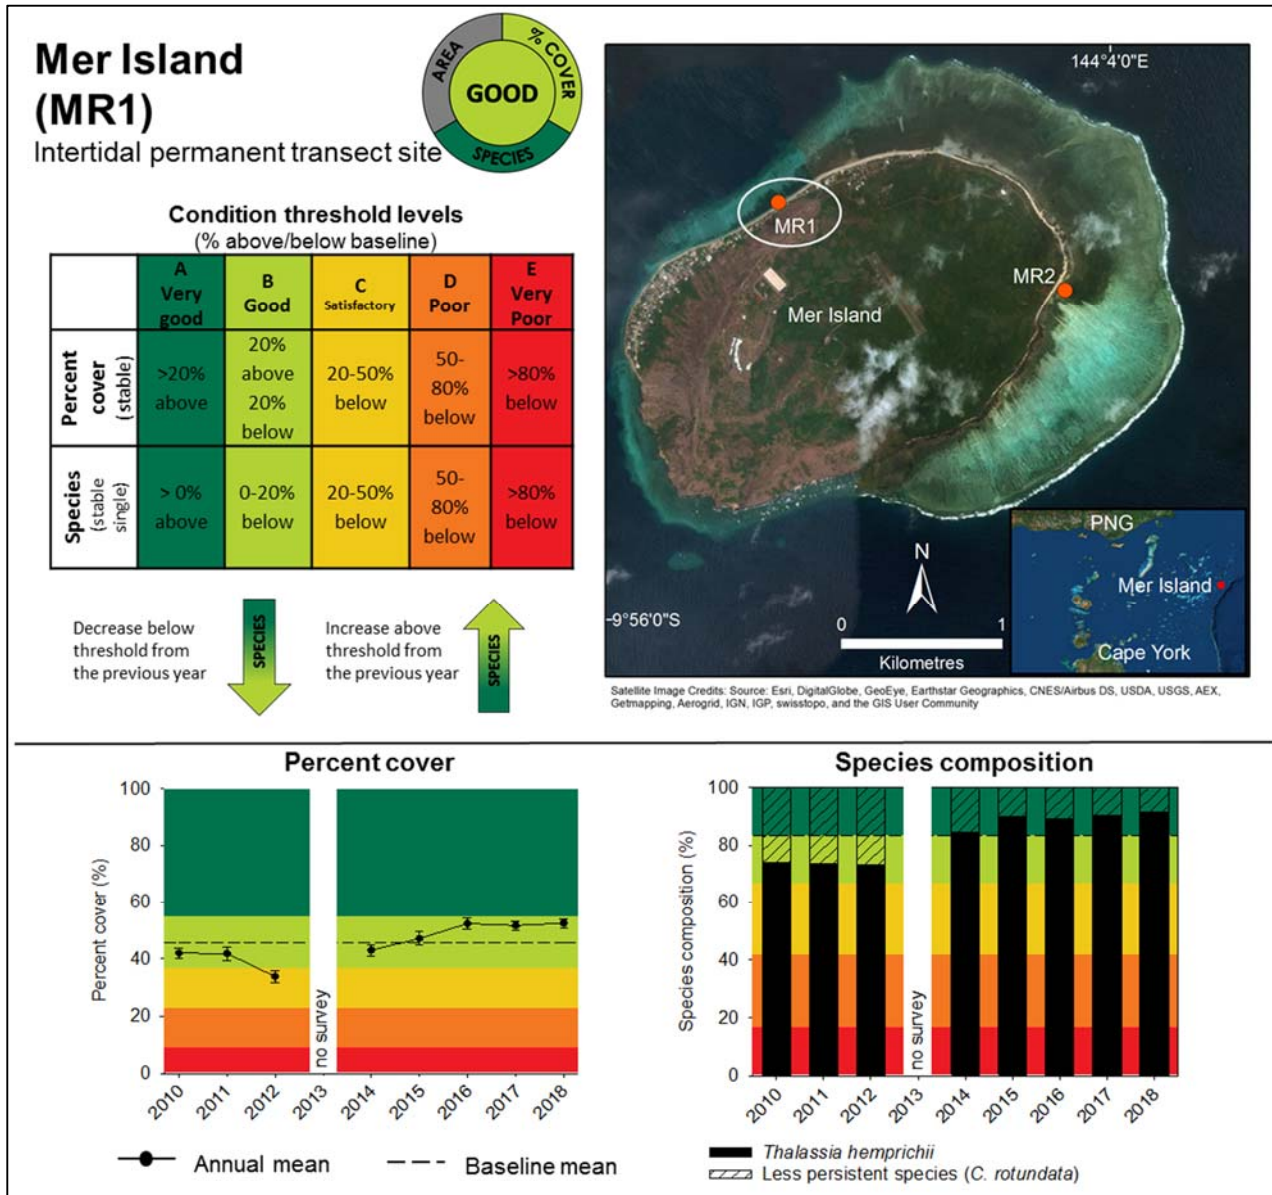 Mer Island
(MR1)
Intertidal permanent transect site
AREA
% COVER
GOOD
SPECIES
Condition threshold levels
(% above/below baseline)
A
Very
good
B
Good
C
Satisfactory
D
Poor
E
Very
Poor
Percent
cover
(stable)
>20%
above
20%
above
20%
below
20-50%
below
50-
80%
below
>80%
below
Species
(stable
single)
> 0%
above
0-20%
below
20-50%
below
50-
80%
below
>80%
below
Decrease below
threshold from
the previous year
SPECIES
Increase above
threshold from
the previous year
SPECIES
144°4'0"E
MR1
MR2
Mer Island
N
9°56'0"S
0 1
Kilometres
PNG
Mer Island
Cape York
Satellite Image Credits: Source: Esri, DigitalGlobe, GeoEye, Earthstar Geographics, CNES/Airbus DS, USDA, USGS, AEX,
Getmapping, Aerogrid, IGN, IGP, swisstopo, and the GIS User Community
Percent cover
Percent cover (%)
100
80
60
40
20
0
no survey
2010 2011 2012 2013 2014 2015 2016 2017 2018
Annual mean
Baseline mean
Species composition
Species composition (%)
100
80
60
40
20
0
no survey
2010 2011 2012 2013 2014 2015 2016 2017 2018
Thalassia hemprichii
Less persistent species (C. rotundata)